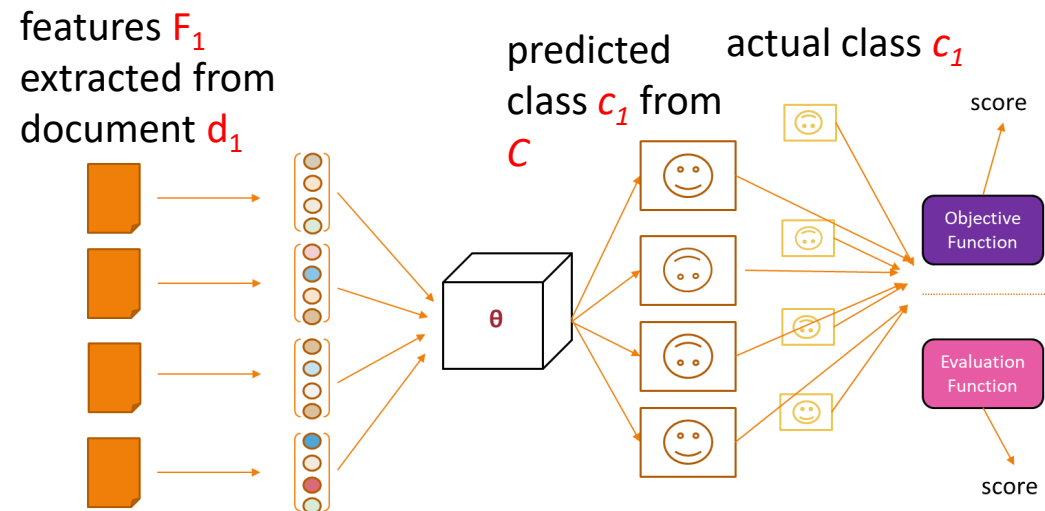 features F₁
extracted from
document d₁
predicted
class c₁ from
C
actual class c₁
score
Objective
Function
θ
Evaluation
Function
score